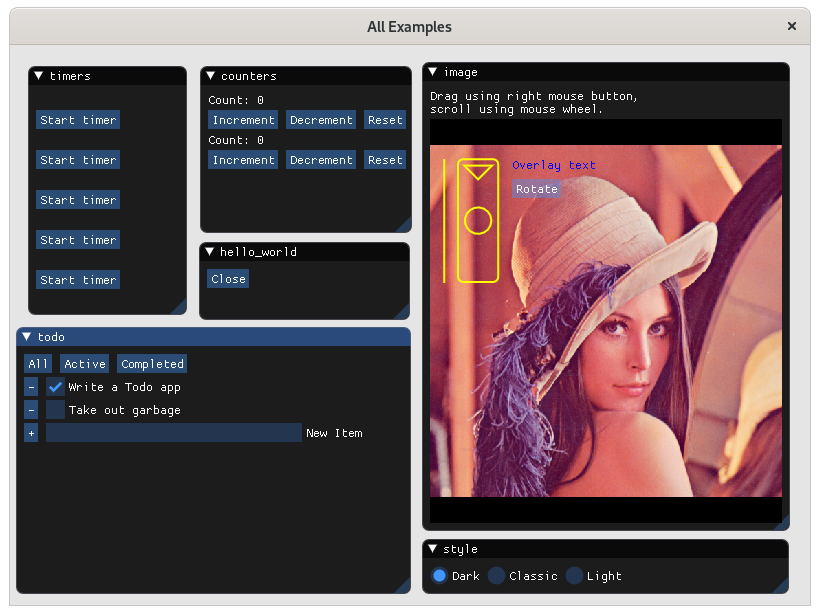 All Examples
timers
Start timer
Start timer
Start timer
Start timer
Start timer
counters
Count: 0
Increment Decrement Reset
Count: 0
Increment Decrement Reset
hello_world
Close
todo
All Active Completed
- Write a Todo app
- Take out garbage
+ New Item
image
Drag using right mouse button,
scroll using mouse wheel.
Overlay text
Rotate
style
Dark Classic Light